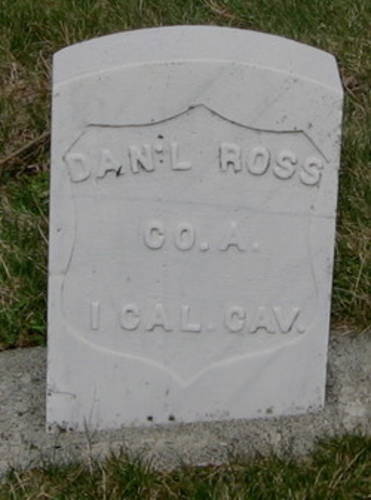 DAN:L ROSS
CO. A.
1 CAL. CAV.